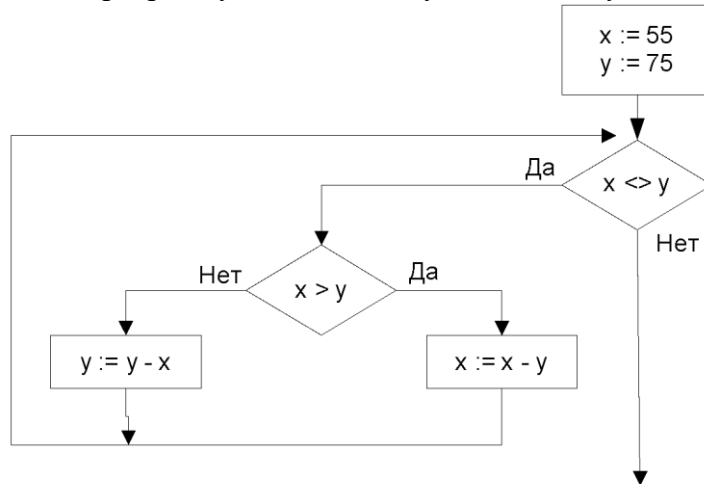 x := 55
y := 75
Да
x <> y
Нет
Нет
x > y
Да
y := y - x
x := x - y